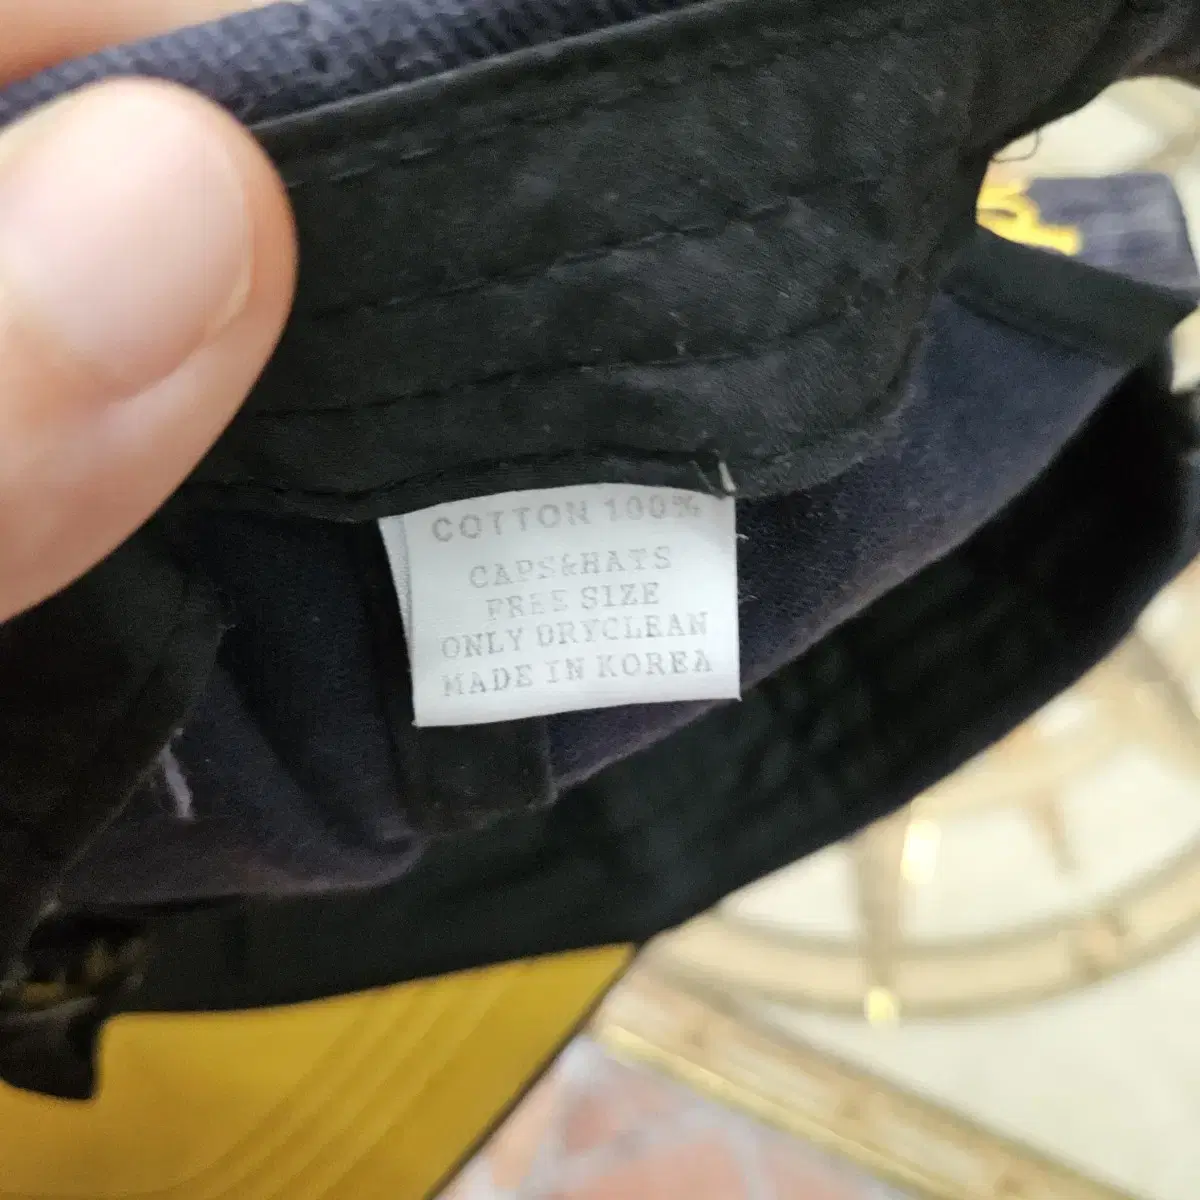 COTTON 100%
CAPS&HATS
FREE SIZE
ONLY DRYCLEAN
MADE IN KOREA